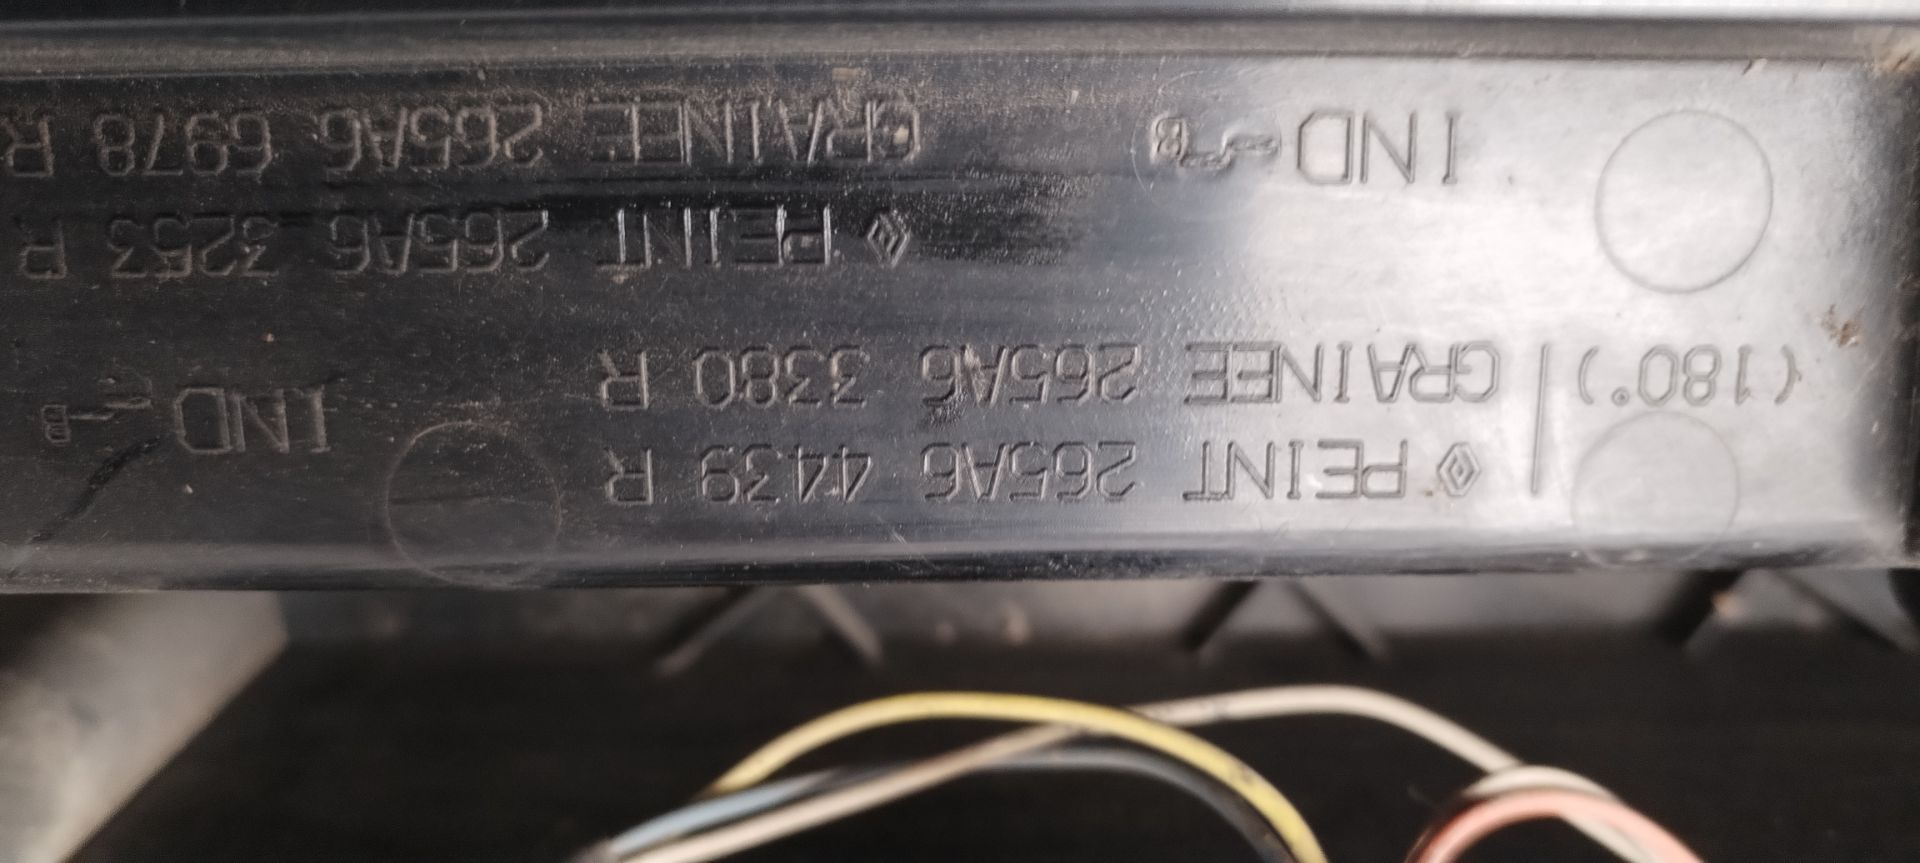 PEINT 265A6 4439 R
(180°) GRAINEE 265A6 3380 R
IND B
PEINT 265A6 3253 R
GRAINEE 265A6 6978 R
IND B